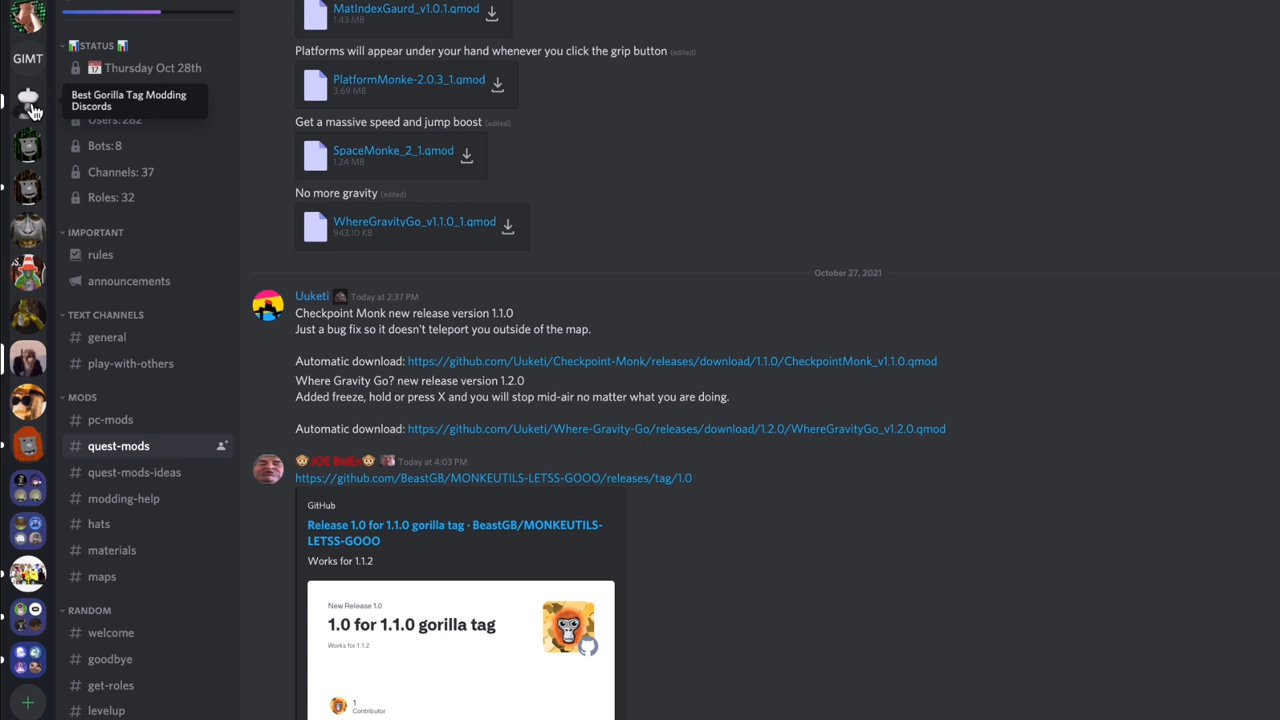 STATUS
GIMT
Thursday Oct 28th
Best Gorilla Tag Modding
Discords
Users: 282
Bots: 8
Channels: 37
Roles: 32
IMPORTANT
rules
announcements
TEXT CHANNELS
general
play-with-others
MODS
pc-mods
quest-mods
quest-mods-ideas
modding-help
hats
materials
maps
RANDOM
welcome
goodbye
get-roles
levelup
MatIndexGaurd_v1.0.1.qmod
1.43 MB
Platforms will appear under your hand whenever you click the grip button (edited)
PlatformMonke-2.0.3_1.qmod
3.69 MB
Get a massive speed and jump boost (edited)
SpaceMonke_2_1.qmod
1.24 MB
No more gravity (edited)
WhereGravityGo_v1.1.0_1.qmod
943.10 KB
October 27, 2021
Uuketi Today at 2:37 PM
Checkpoint Monk new release version 1.1.0
Just a bug fix so it doesn't teleport you outside of the map.
Automatic download: https://github.com/Uuketi/Checkpoint-Monk/releases/download/1.1.0/CheckpointMonk_v1.1.0.qmod
Where Gravity Go? new release version 1.2.0
Added freeze, hold or press X and you will stop mid-air no matter what you are doing.
Automatic download: https://github.com/Uuketi/Where-Gravity-Go/releases/download/1.2.0/WhereGravityGo_v1.2.0.qmod
Today at 4:03 PM
https://github.com/BeastGB/MONKEUTILS-LETSS-GOOO/releases/tag/1.0
GitHub
Release 1.0 for 1.1.0 gorilla tag · BeastGB/MONKEUTILS-
LETSS-GOOO
Works for 1.1.2
New Release 1.0
1.0 for 1.1.0 gorilla tag
Works for 1.1.2
1
Contributor